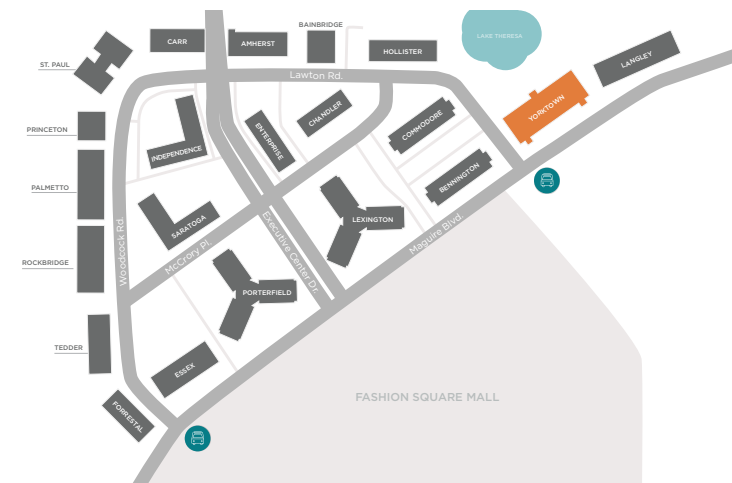 BAINBRIDGE
CARR
AMHERST
HOLLISTER
LAKE THERESA
LANGLEY
ST. PAUL
Lawton Rd.
YORKTOWN
CHANDLER
COMMODORE
ENTERPRISE
PRINCETON
INDEPENDENCE
BENNINGTON
PALMETTO
LEXINGTON
SARATOGA
Woodcock Rd.
McCrory Pl.
Executive Center Dr.
Maguire Blvd.
ROCKBRIDGE
PORTERFIELD
TEDDER
ESSEX
FORRESTAL
FASHION SQUARE MALL